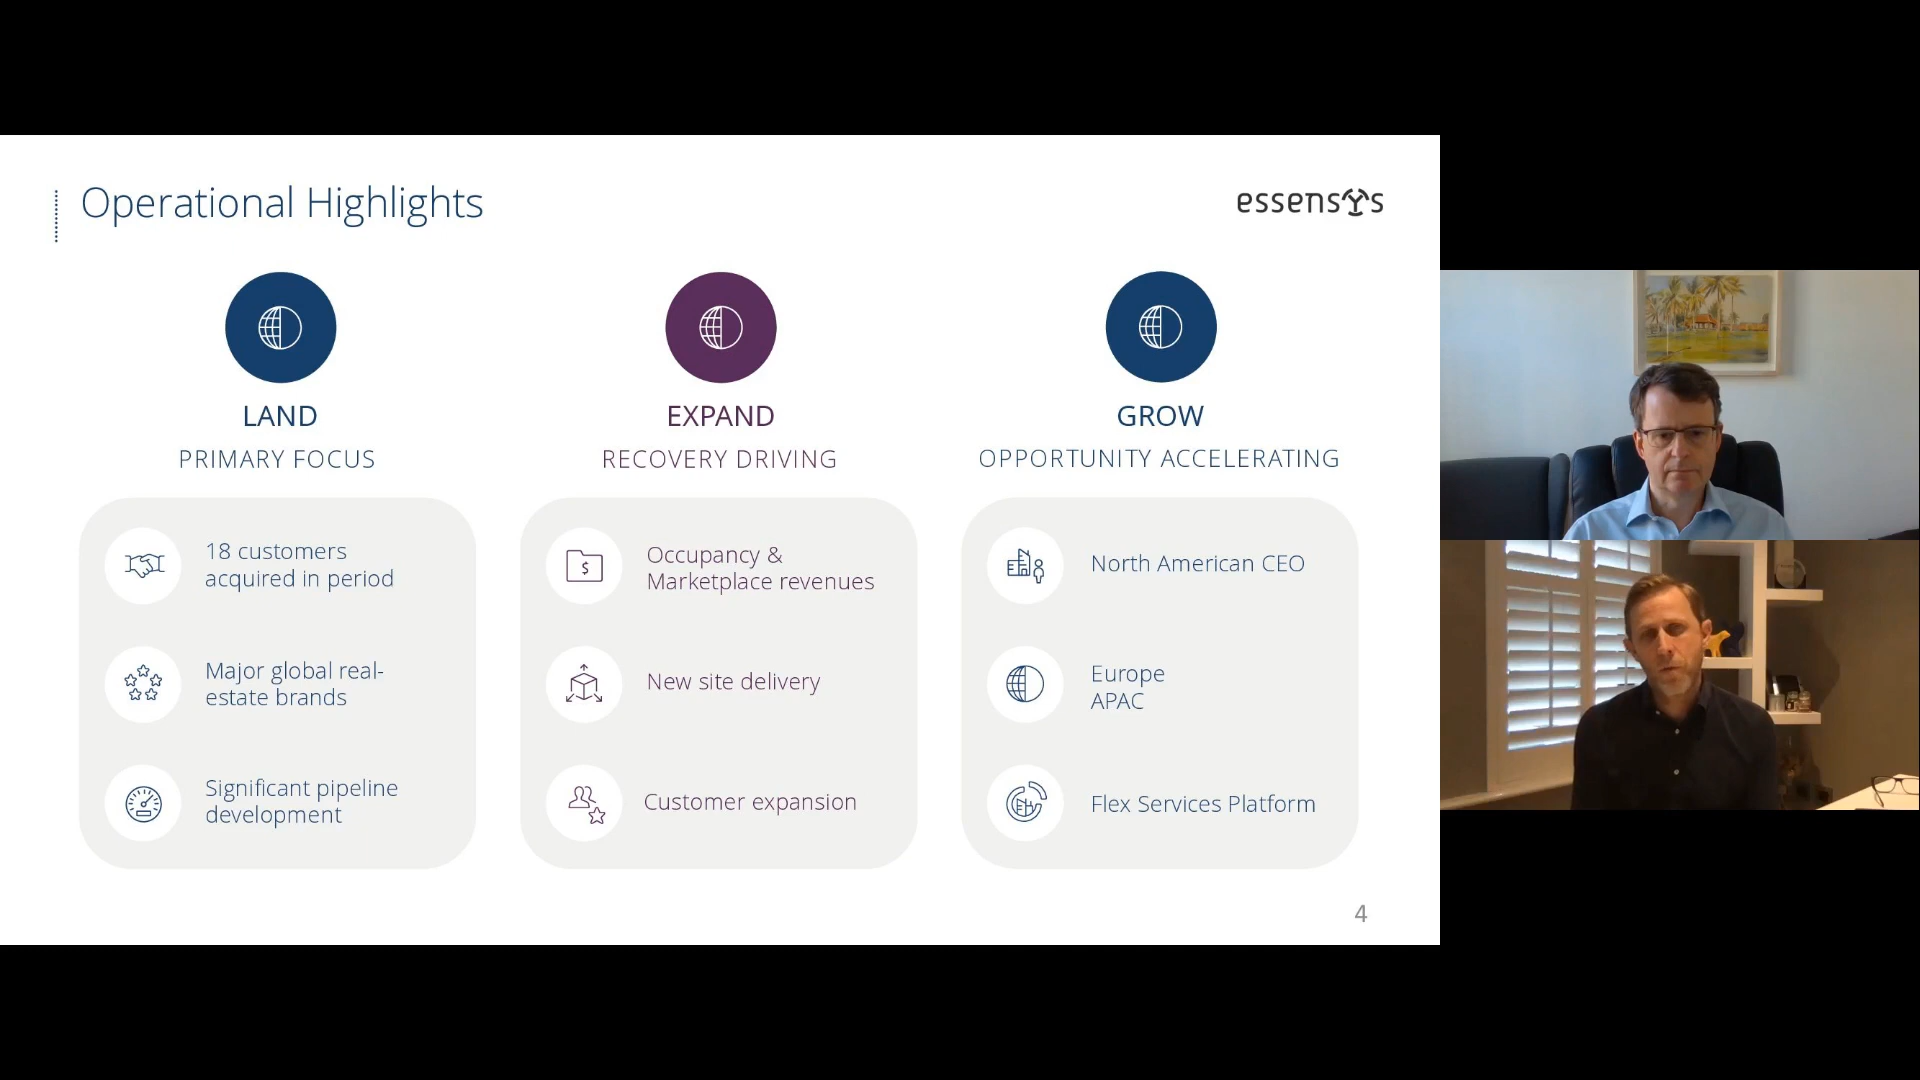 Operational Highlights
essensys
LAND
PRIMARY FOCUS
18 customers
acquired in period
Major global real-
estate brands
Significant pipeline
development
EXPAND
RECOVERY DRIVING
Occupancy &
Marketplace revenues
New site delivery
Customer expansion
GROW
OPPORTUNITY ACCELERATING
North American CEO
Europe
APAC
Flex Services Platform
4